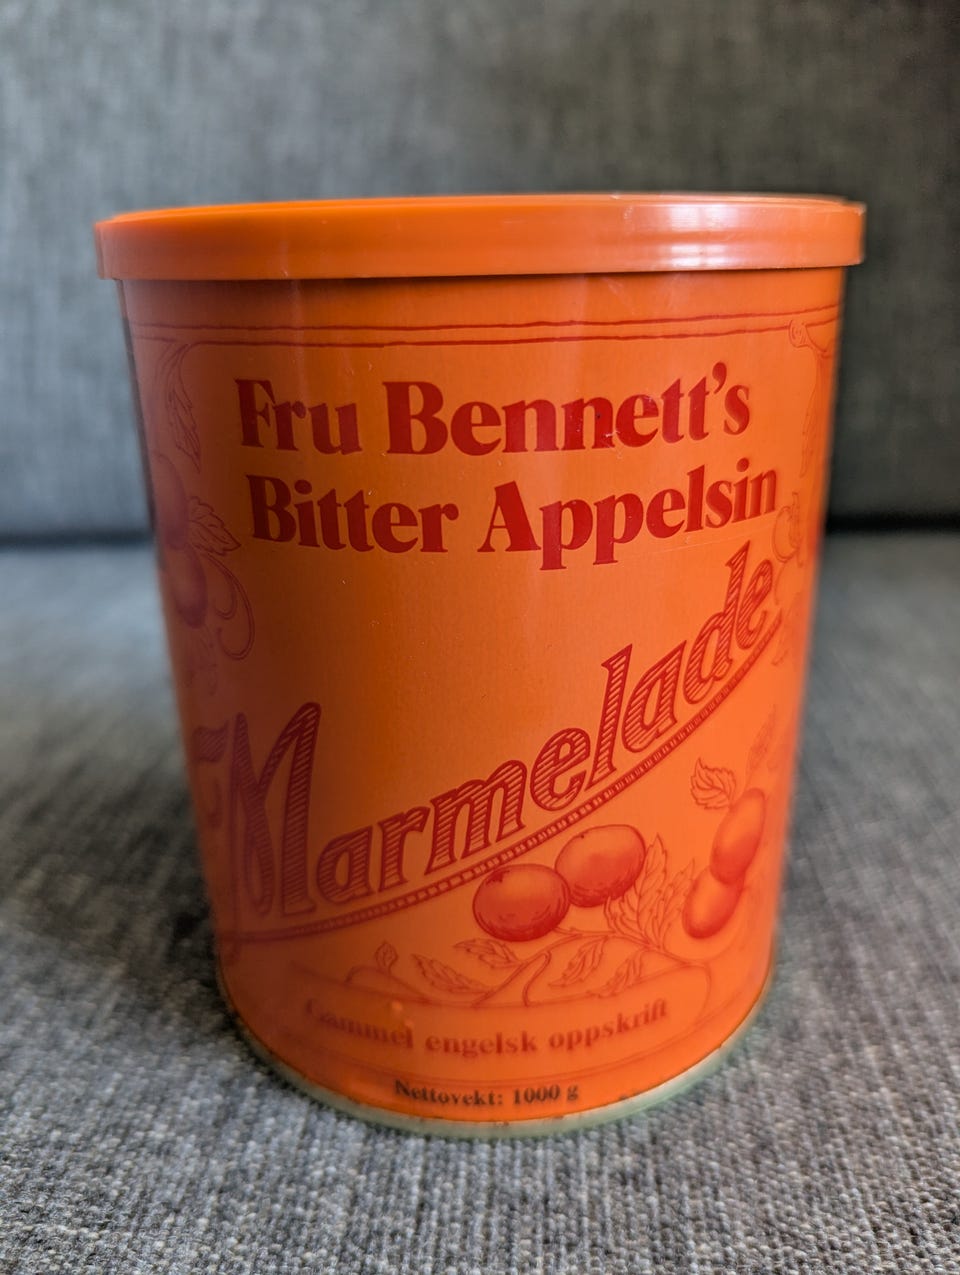 Fru Bennett's
Bitter Appelsin
Marmelade
Gammel engelsk oppskrift
Nettovekt: 1000 g